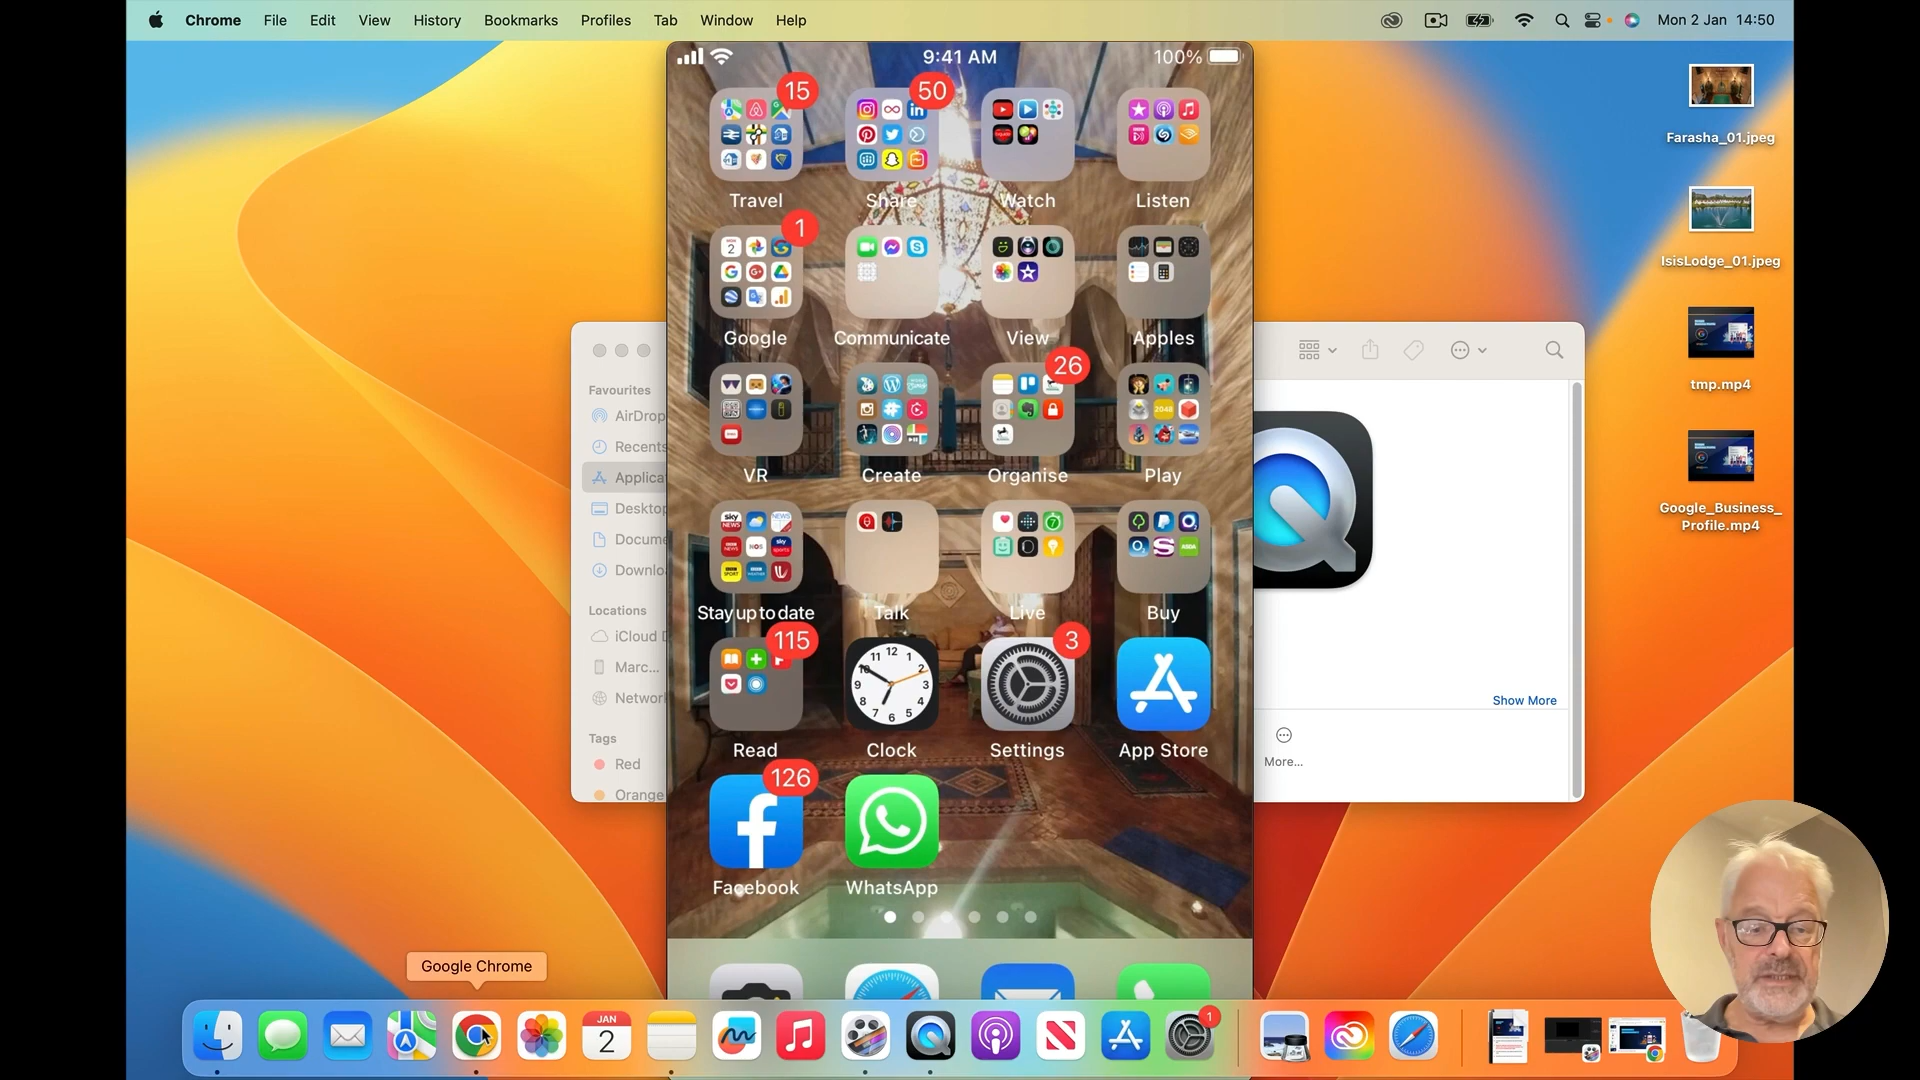 Chrome File Edit View History Bookmarks Profiles Tab Window Help
Mon 2 Jan 14:50
9:41 AM
100%
15
50
Travel
Share
Watch
Listen
1
Google
Communicate
View
Apples
26
VR
Create
Organise
Play
Stay up to date
Talk
Live
Buy
115
3
Read
Clock
Settings
App Store
126
Facebook
WhatsApp
Favourites
AirDrop
Recents
Applica
Desktop
Docume
Downlo
Locations
iCloud D
Marc...
Network
Tags
Red
Orange
Show More
More...
Farasha_01.jpeg
IsisLodge_01.jpeg
tmp.mp4
Google_Business_
Profile.mp4
Google Chrome
JAN
2
1